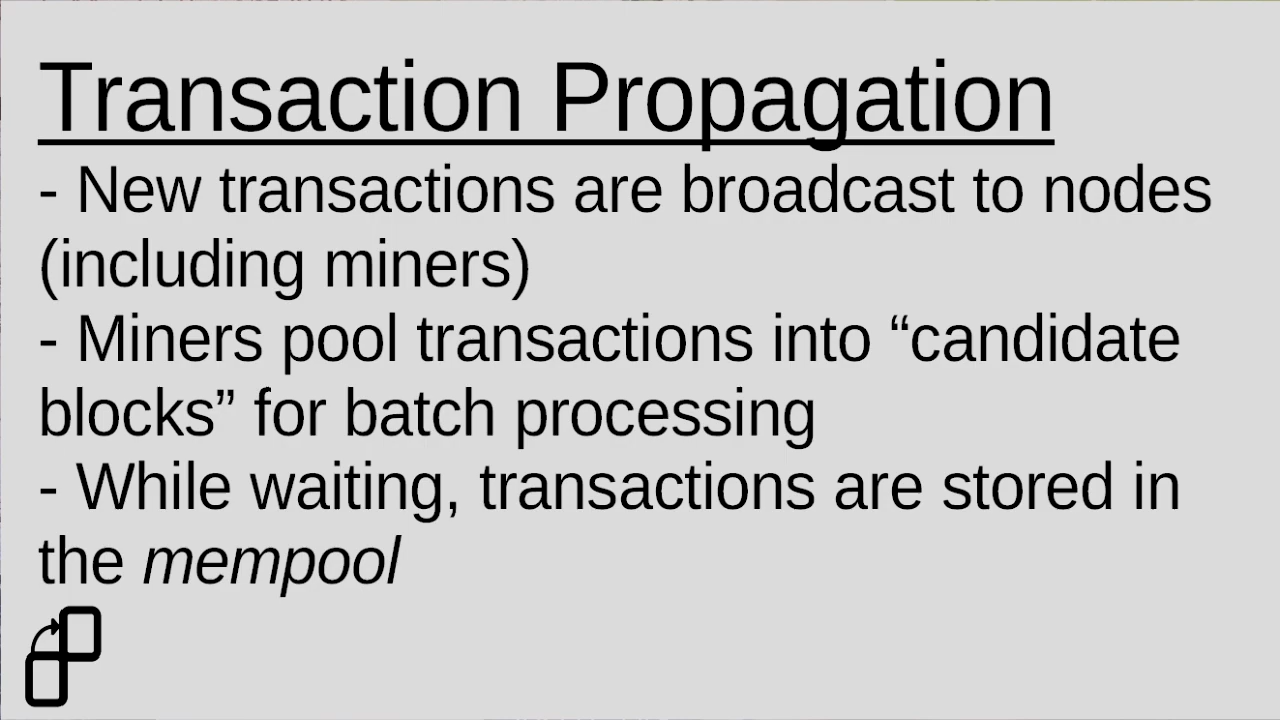 Transaction Propagation
- New transactions are broadcast to nodes
(including miners)
- Miners pool transactions into “candidate
blocks” for batch processing
- While waiting, transactions are stored in
the mempool